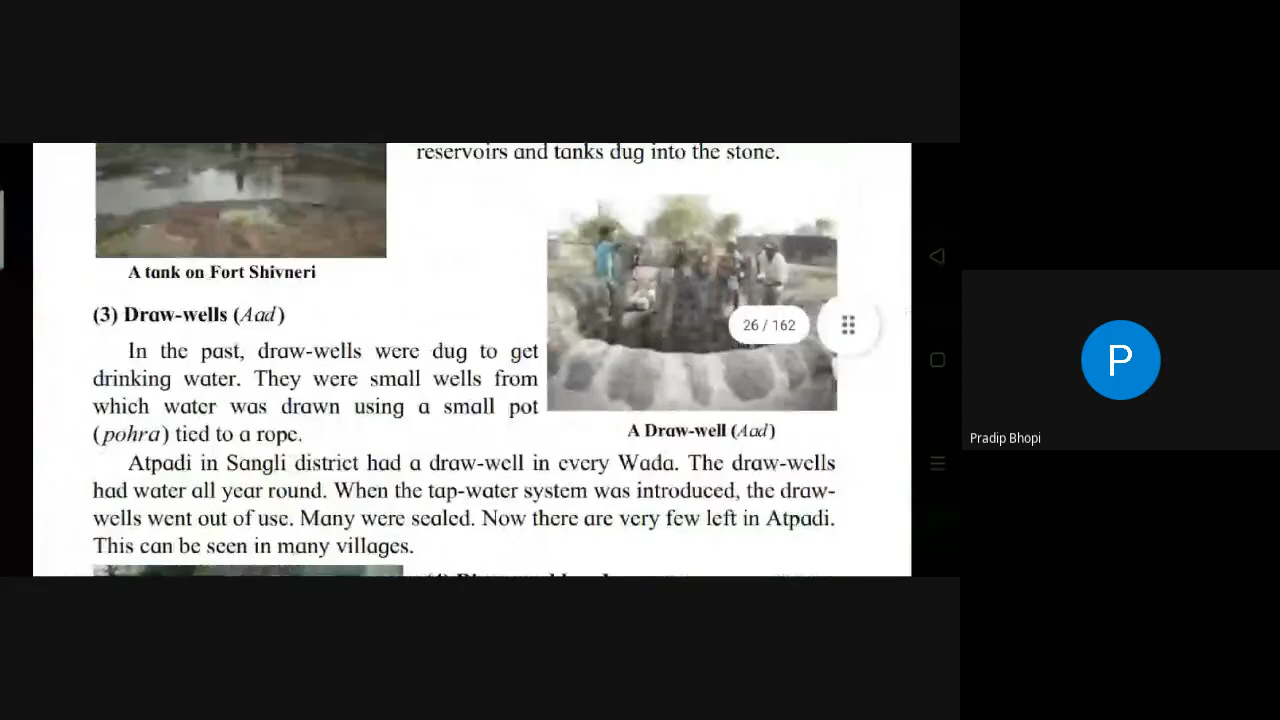 reservoirs and tanks dug into the stone.
A tank on Fort Shivneri
(3) Draw-wells (Aad)
In the past, draw-wells were dug to get
drinking water. They were small wells from
which water was drawn using a small pot
(pohra) tied to a rope.
26 / 162
A Draw-well (Aad)
Atpadi in Sangli district had a draw-well in every Wada. The draw-wells
had water all year round. When the tap-water system was introduced, the draw-
wells went out of use. Many were sealed. Now there are very few left in Atpadi.
This can be seen in many villages.
P
Pradip Bhopi